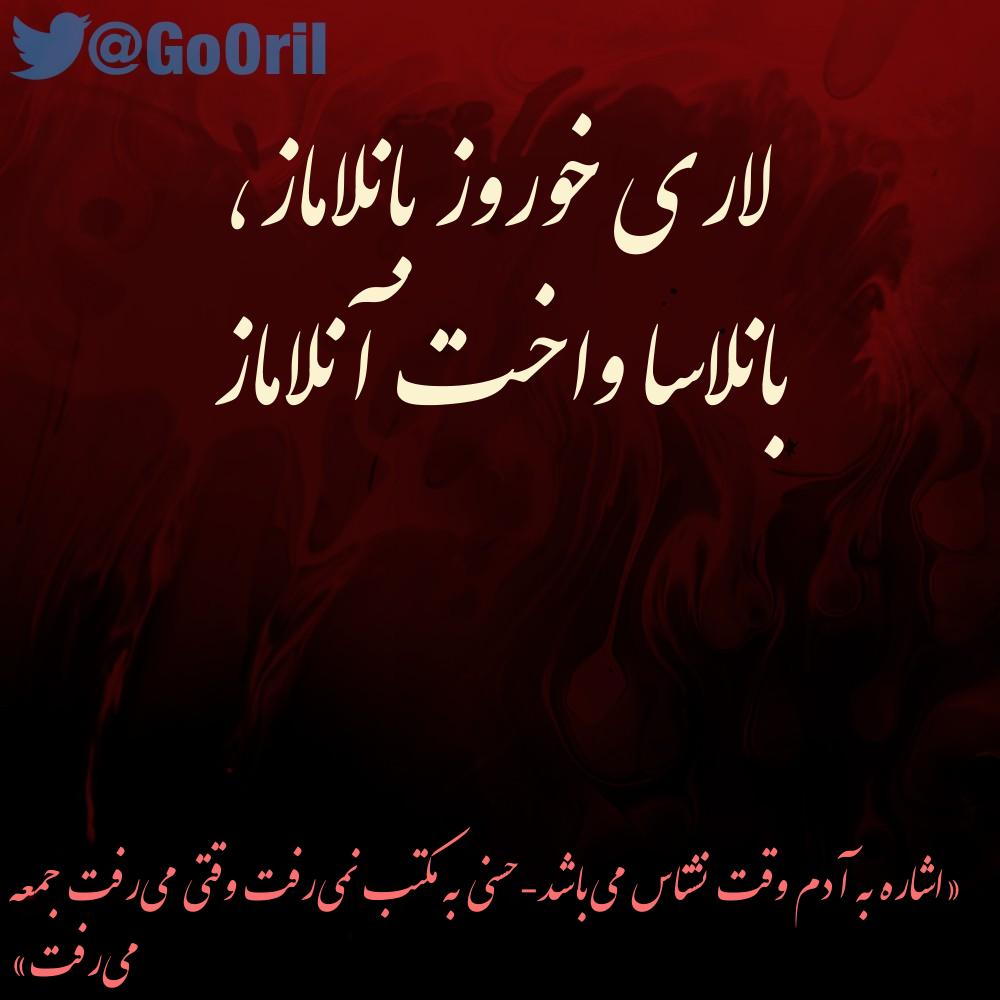 @GoOril
لاری خوروز بانلاماز ،
بانلاسا واخت آنلاماز
«اشاره به آدم وقت نشناس می‌باشد- حسنی به مکتب نمی‌رفت وقتی می‌رفت جمعه
می‌رفت»